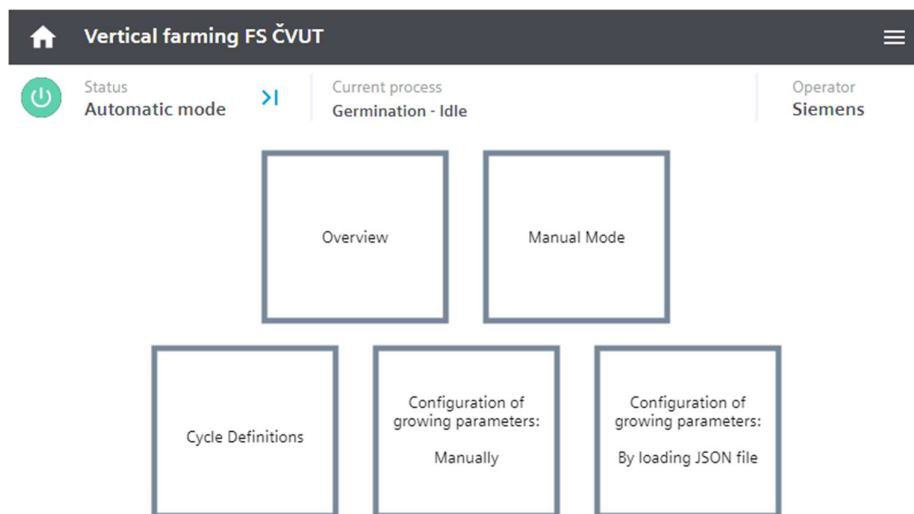 Vertical farming FS ČVUT
Status
Automatic mode
Current process
Germination - Idle
Operator
Siemens
Overview
Manual Mode
Cycle Definitions
Configuration of
growing parameters:
Manually
Configuration of
growing parameters:
By loading JSON file